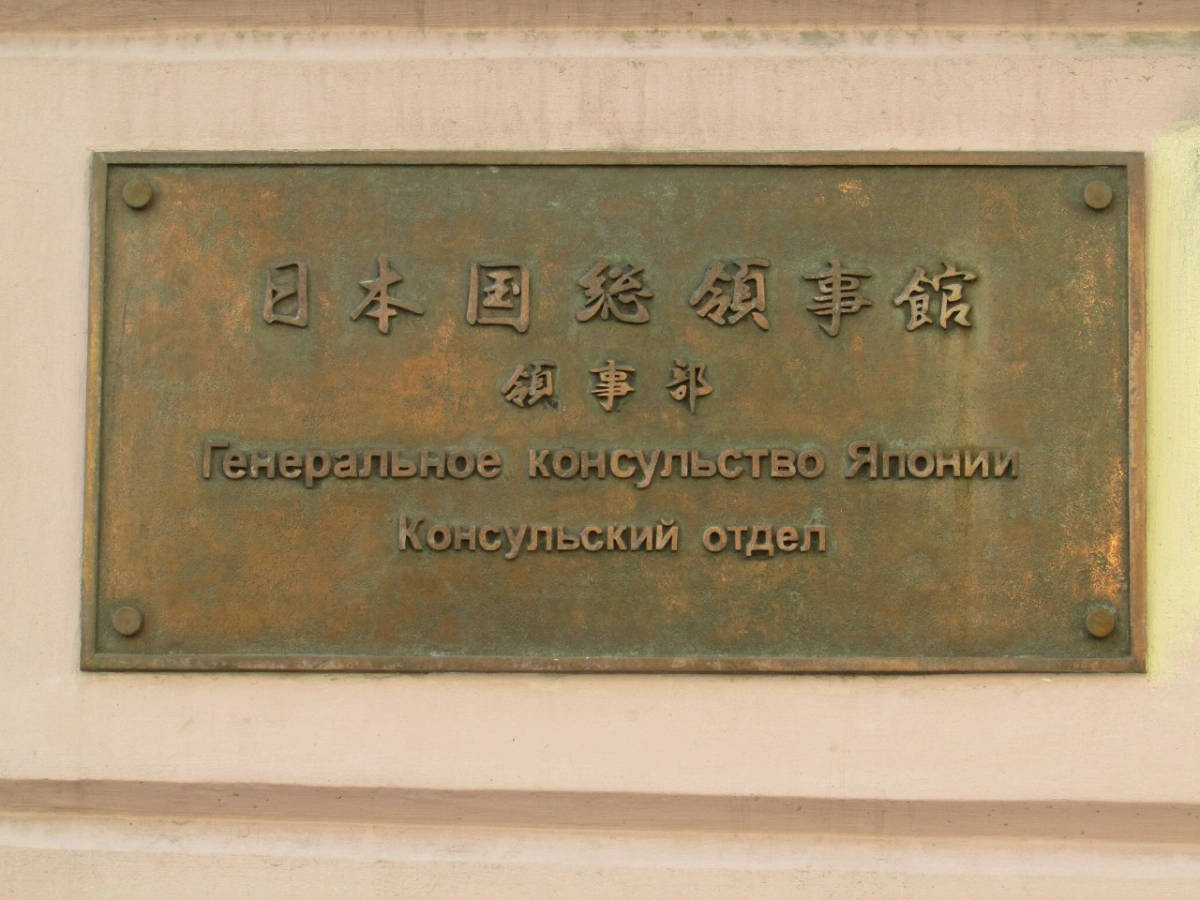 日本国総領事館
領事部
Генеральное консульство Японии
Консульский отдел